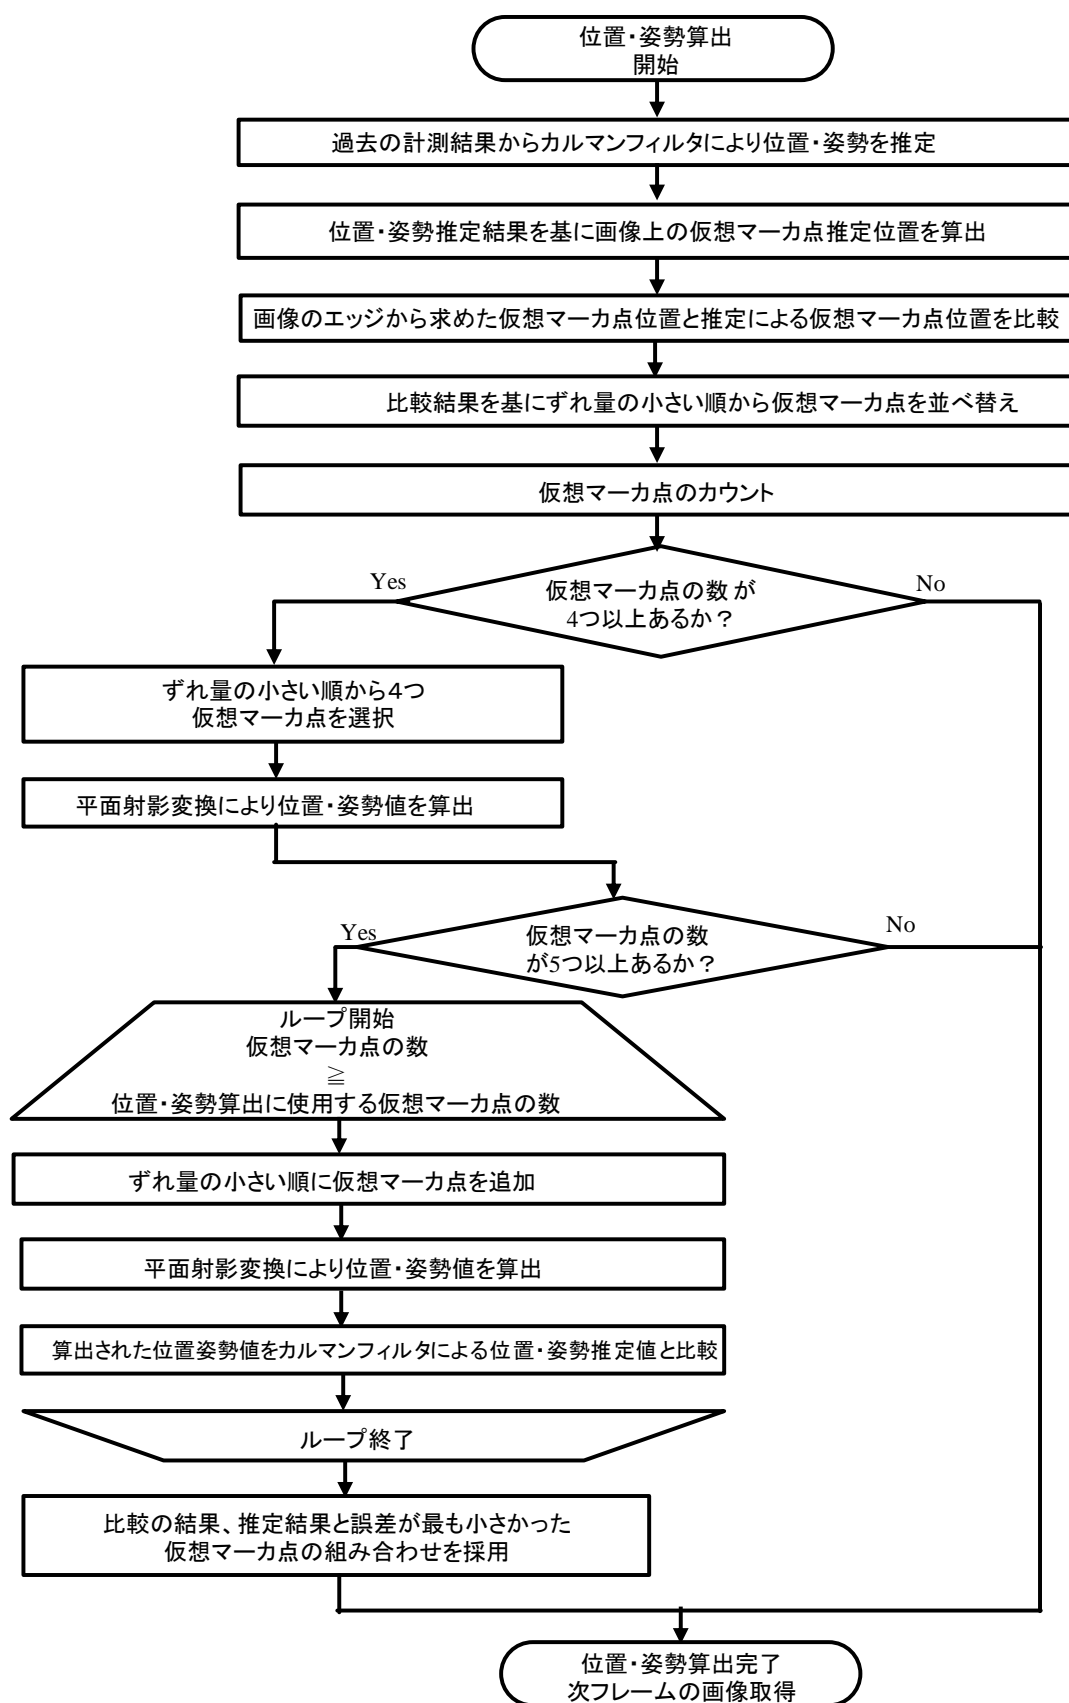 位置・姿勢算出
開始
過去の計測結果からカルマンフィルタにより位置・姿勢を推定
位置・姿勢推定結果を基に画像上の仮想マーカ点推定位置を算出
画像のエッジから求めた仮想マーカ点位置と推定による仮想マーカ点位置を比較
比較結果を基にずれ量の小さい順から仮想マーカ点を並べ替え
仮想マーカ点のカウント
Yes
仮想マーカ点の数が
4つ以上あるか？
No
ずれ量の小さい順から４つ
仮想マーカ点を選択
平面射影変換により位置・姿勢値を算出
Yes
仮想マーカ点の数
が5つ以上あるか？
No
ループ開始
仮想マーカ点の数
≧
位置・姿勢算出に使用する仮想マーカ点の数
ずれ量の小さい順に仮想マーカ点を追加
平面射影変換により位置・姿勢値を算出
算出された位置姿勢値をカルマンフィルタによる位置・姿勢推定値と比較
ループ終了
比較の結果、推定結果と誤差が最も小さかった
仮想マーカ点の組み合わせを採用
位置・姿勢算出完了
次フレームの画像取得